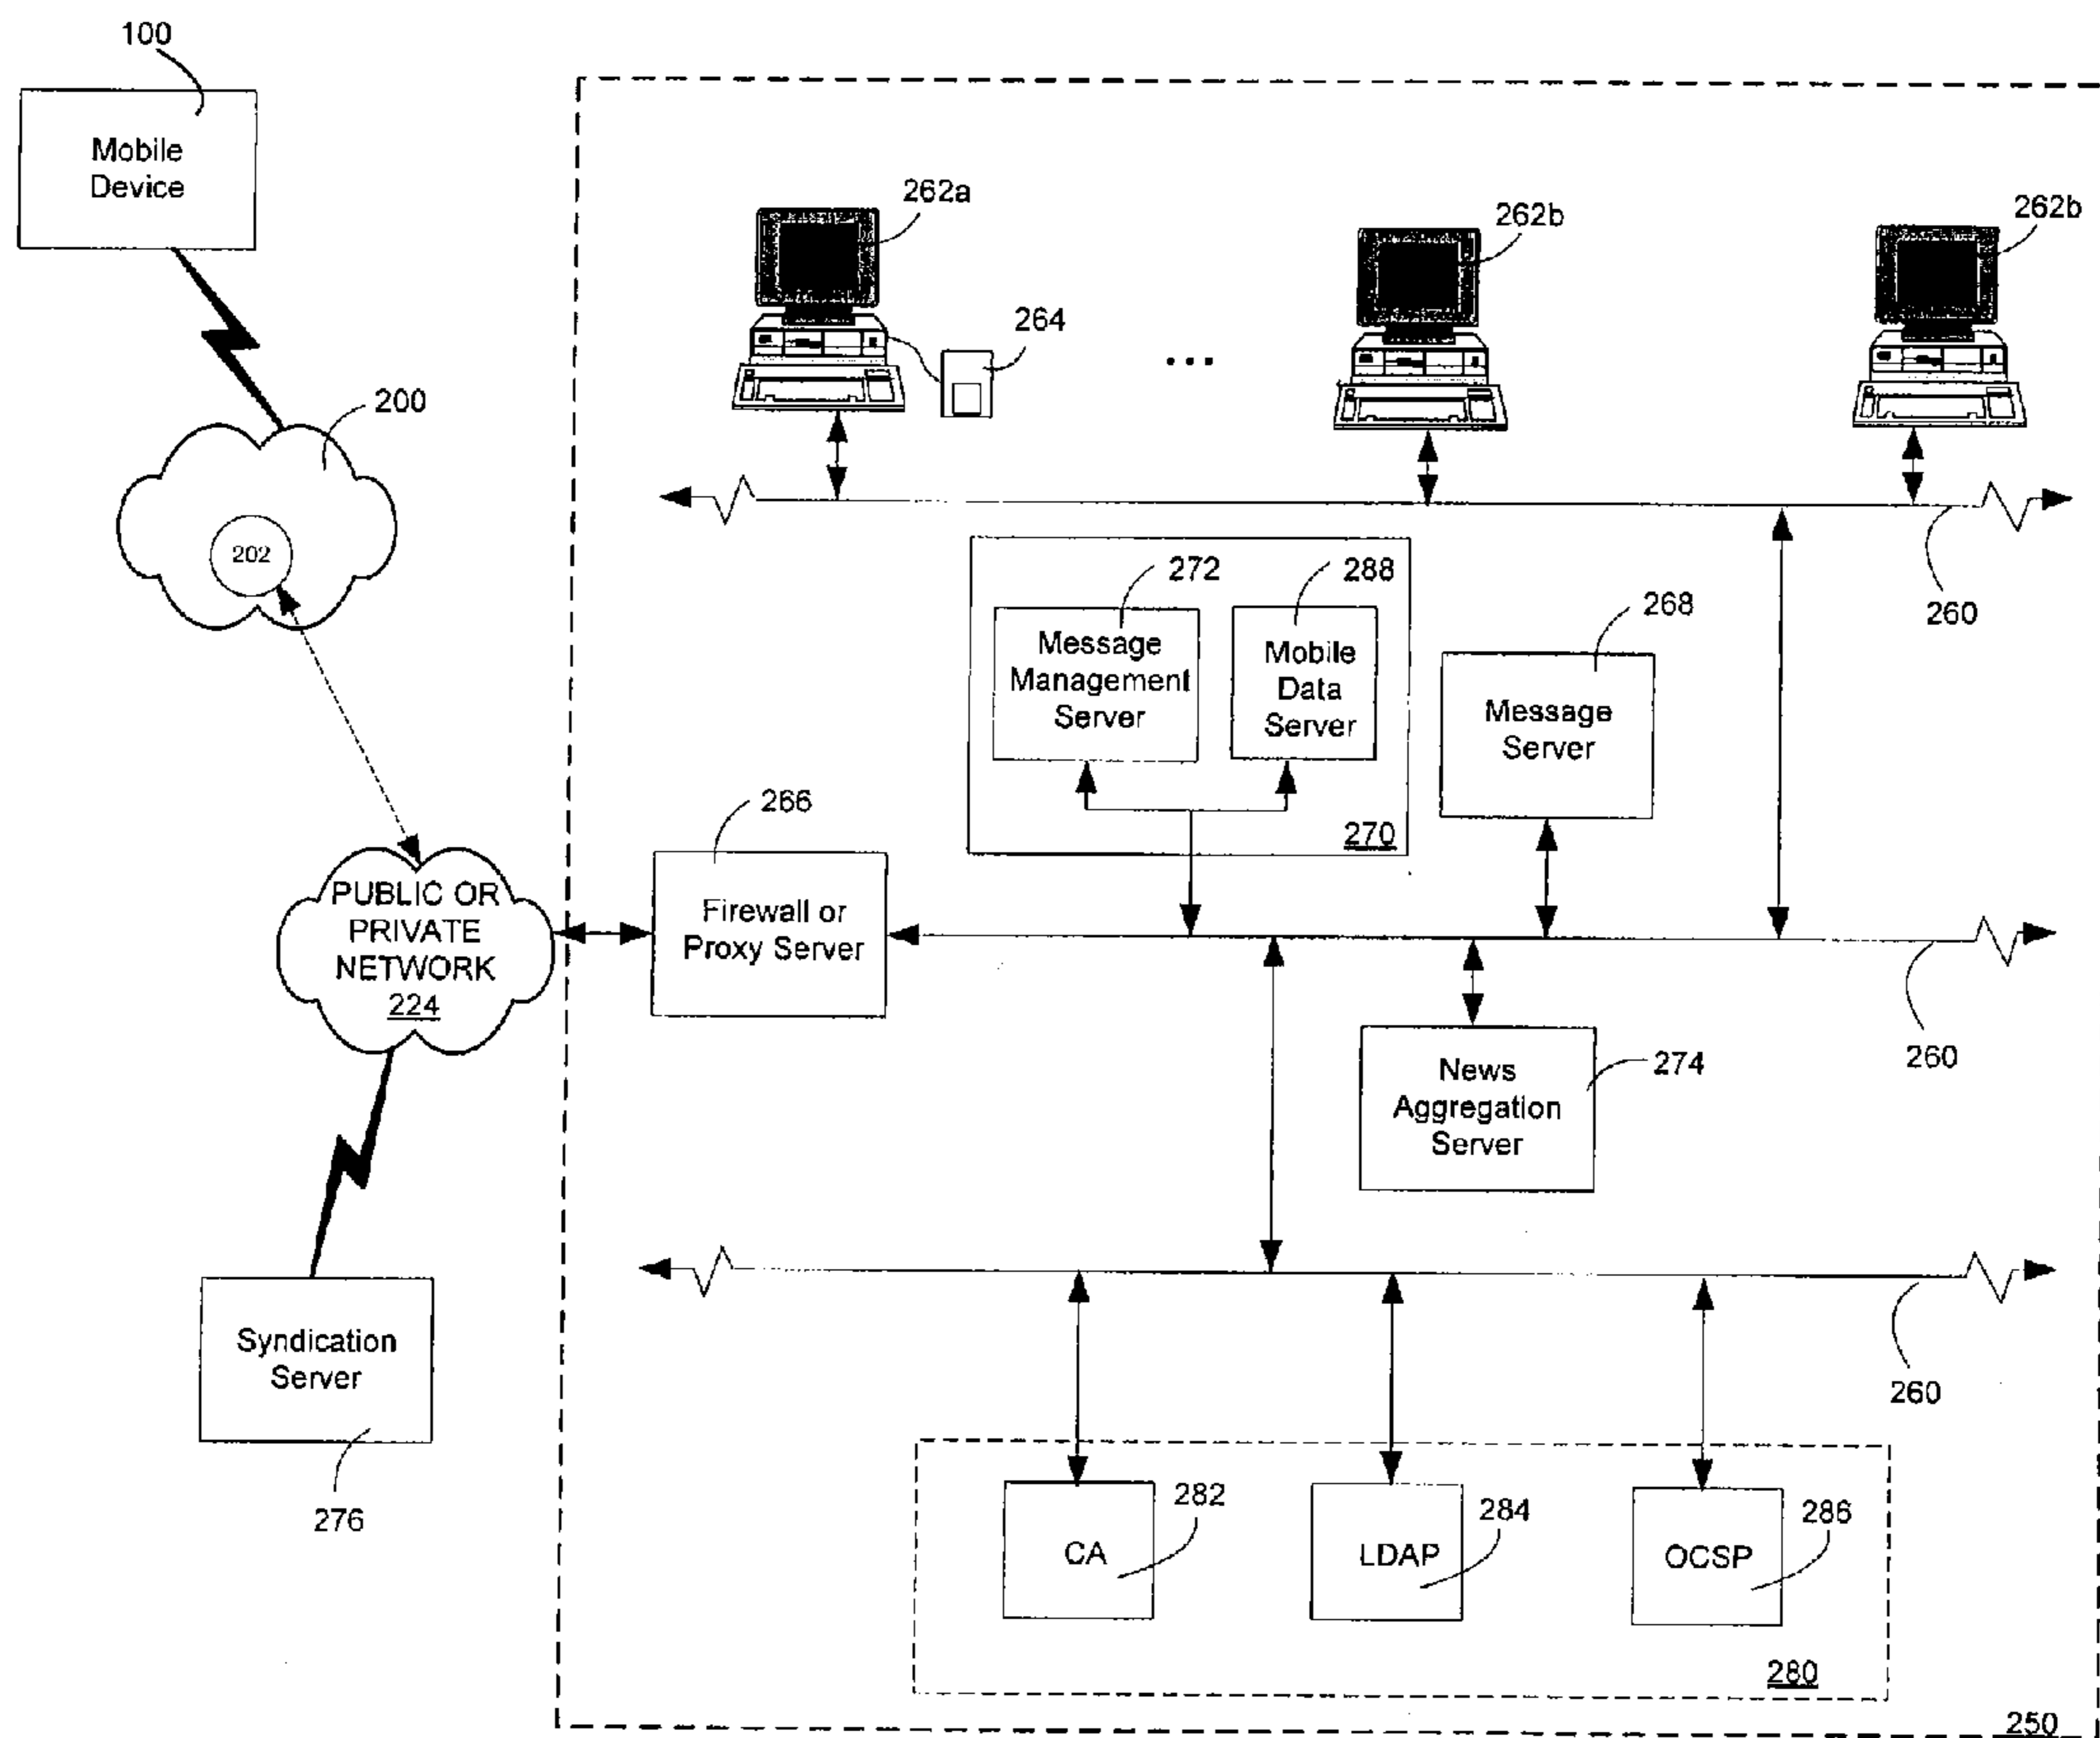 100
Mobile
Device
262a
262b
262b
264
...
200
202
260
272
288
268
Message
Management
Server
Mobile
Data
Server
Message
Server
270
266
Firewall or
Proxy Server
PUBLIC OR
PRIVATE
NETWORK
224
260
News
Aggregation
Server
274
Syndication
Server
276
260
CA
282
LDAP
284
OCSP
286
280
250